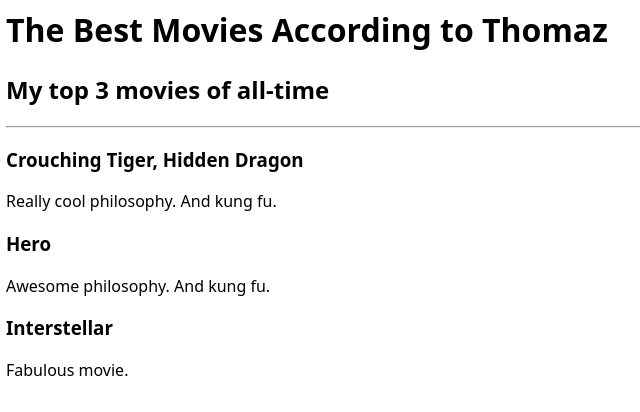 The Best Movies According to Thomaz
My top 3 movies of all-time
Crouching Tiger, Hidden Dragon
Really cool philosophy. And kung fu.
Hero
Awesome philosophy. And kung fu.
Interstellar
Fabulous movie.